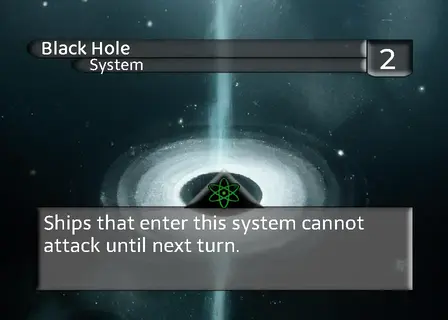 Black Hole
System
2
Ships that enter this system cannot
attack until next turn.